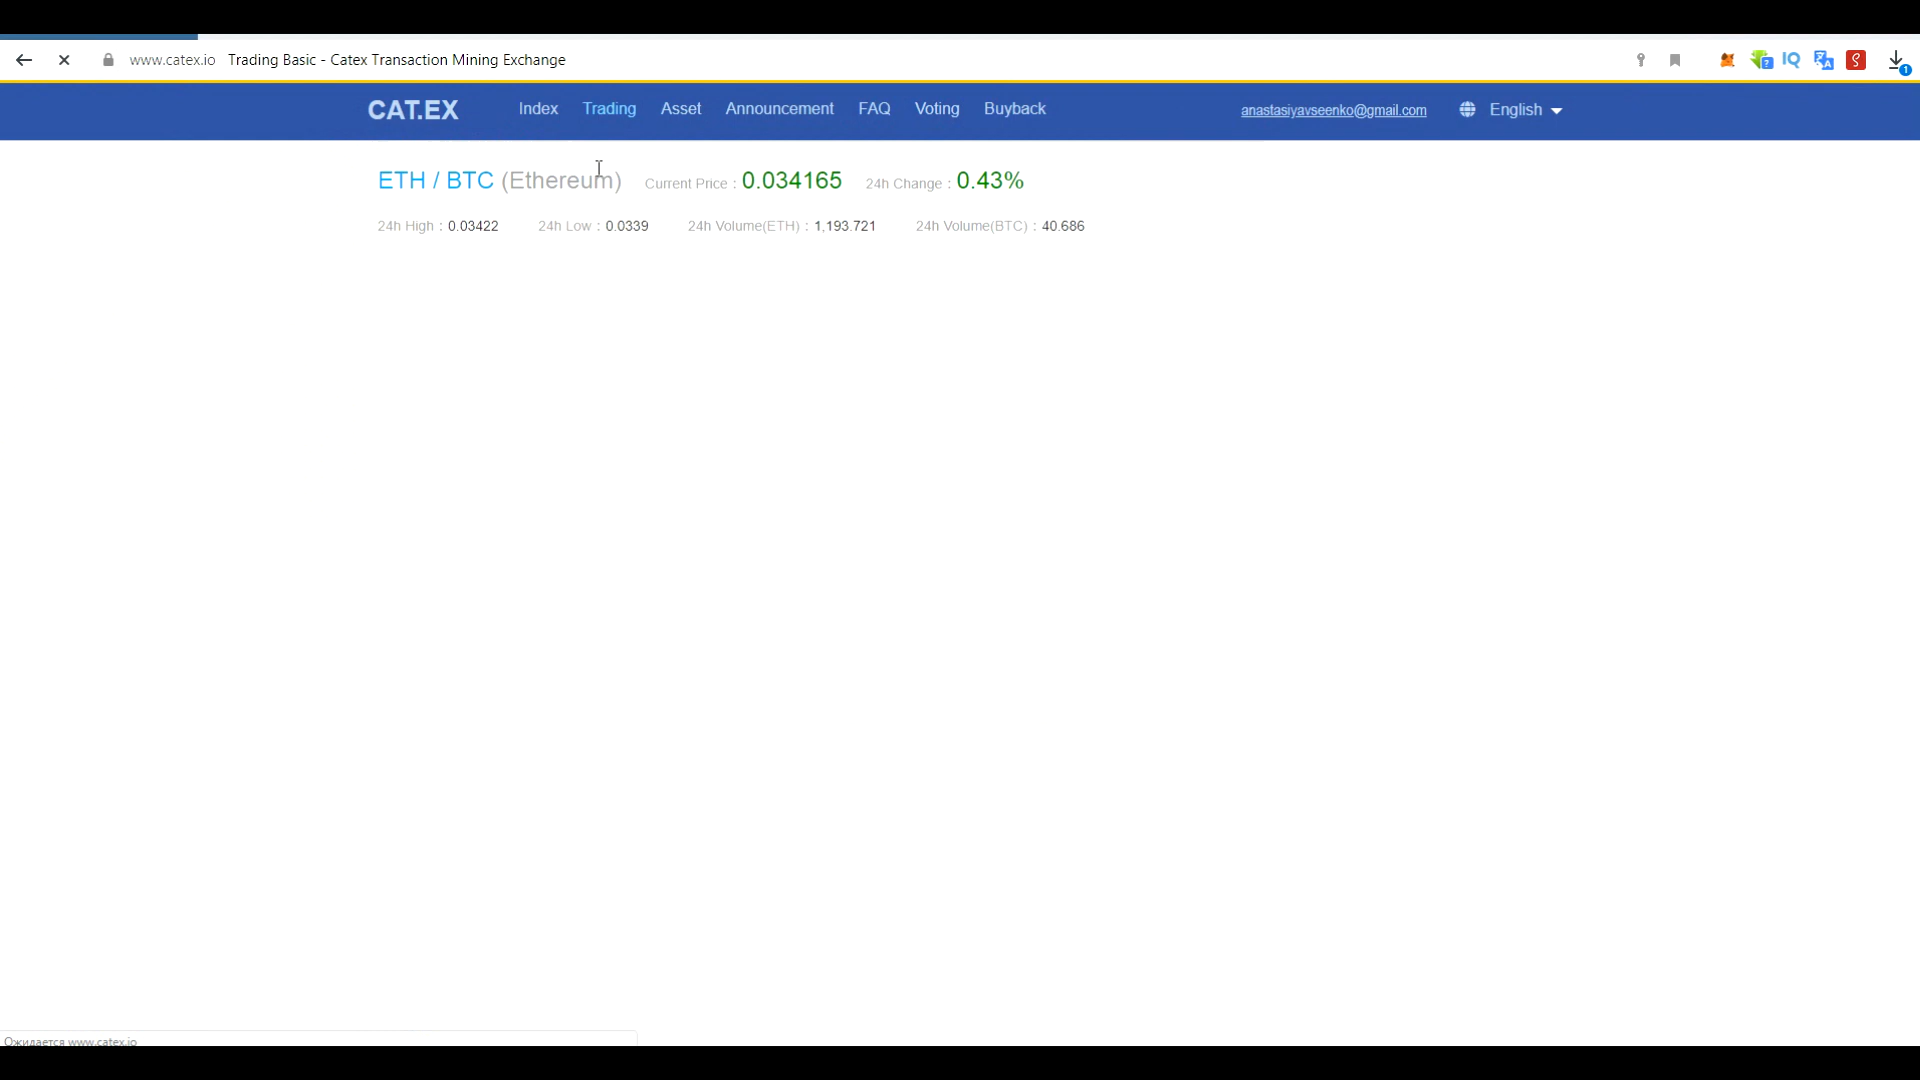 www.catex.io Trading Basic - Catex Transaction Mining Exchange IQ 1
CAT.EX Index Trading Asset Announcement FAQ Voting Buyback anastasiyavseenko@gmail.com English
ETH / BTC (Ethereum) Current Price : 0.034165 24h Change : 0.43%
24h High : 0.03422 24h Low : 0.0339 24h Volume(ETH) : 1,193.721 24h Volume(BTC) : 40.686
Ожидается www.catex.io